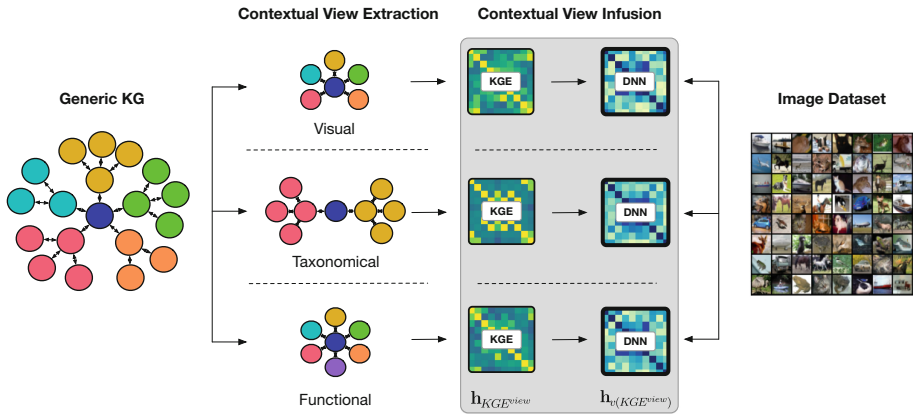 Contextual View Extraction
Contextual View Infusion
Generic KG
Image Dataset
KGE
DNN
Visual
KGE
DNN
Taxonomical
KGE
DNN
Functional
h_{KGE^{view}}
h_{v(KGE^{view})}